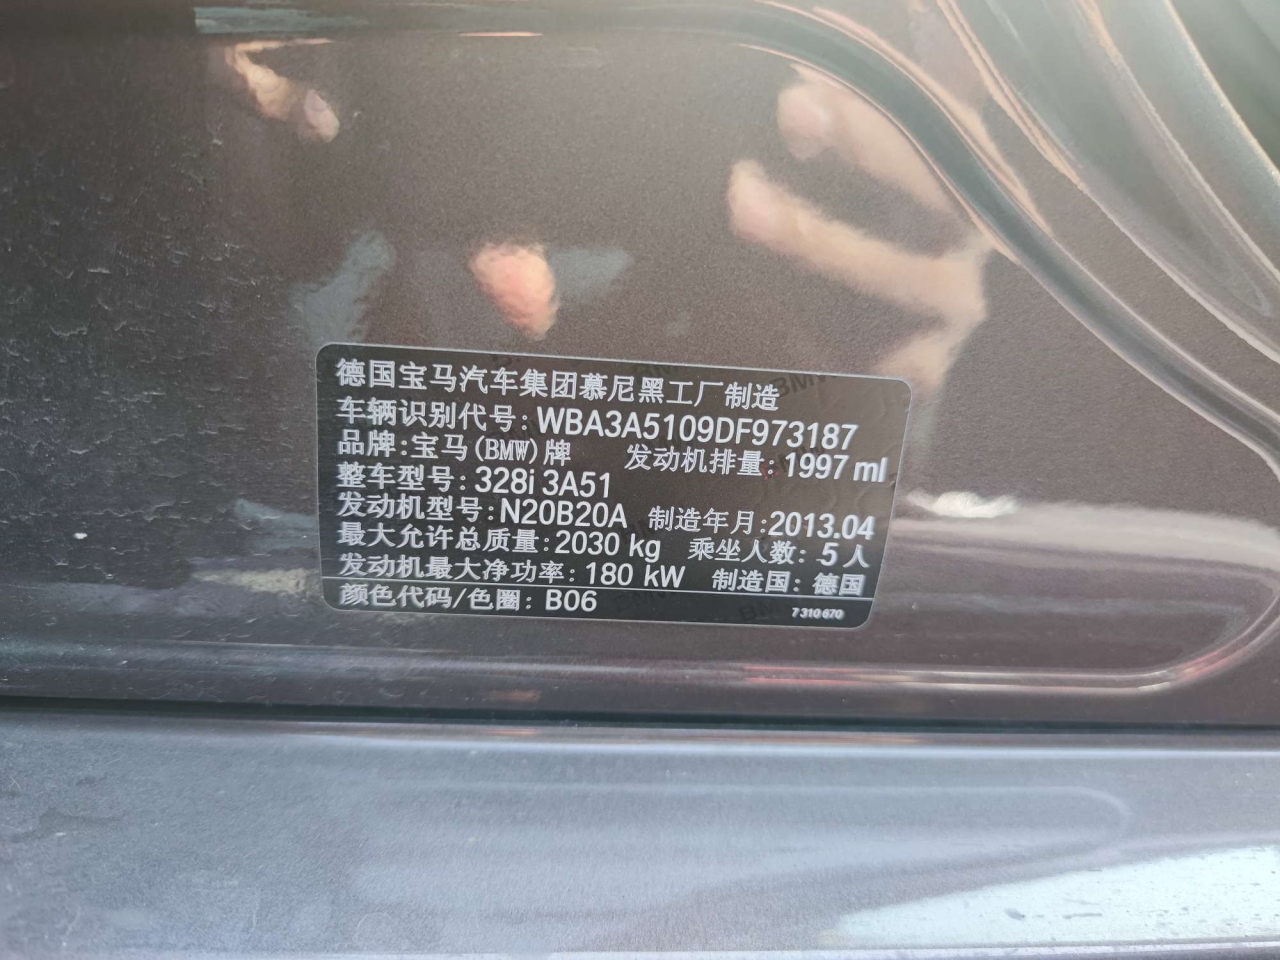 德国宝马汽车集团慕尼黑工厂制造
车辆识别代号: WBA3A5109DF973187
品牌: 宝马(BMW)牌 发动机排量: 1997 ml
整车型号: 328i 3A51
发动机型号: N20B20A 制造年月: 2013.04
最大允许总质量: 2030 kg 乘坐人数: 5 人
发动机最大净功率: 180 kW 制造国: 德国
颜色代码/色圈: B06 7 310 670